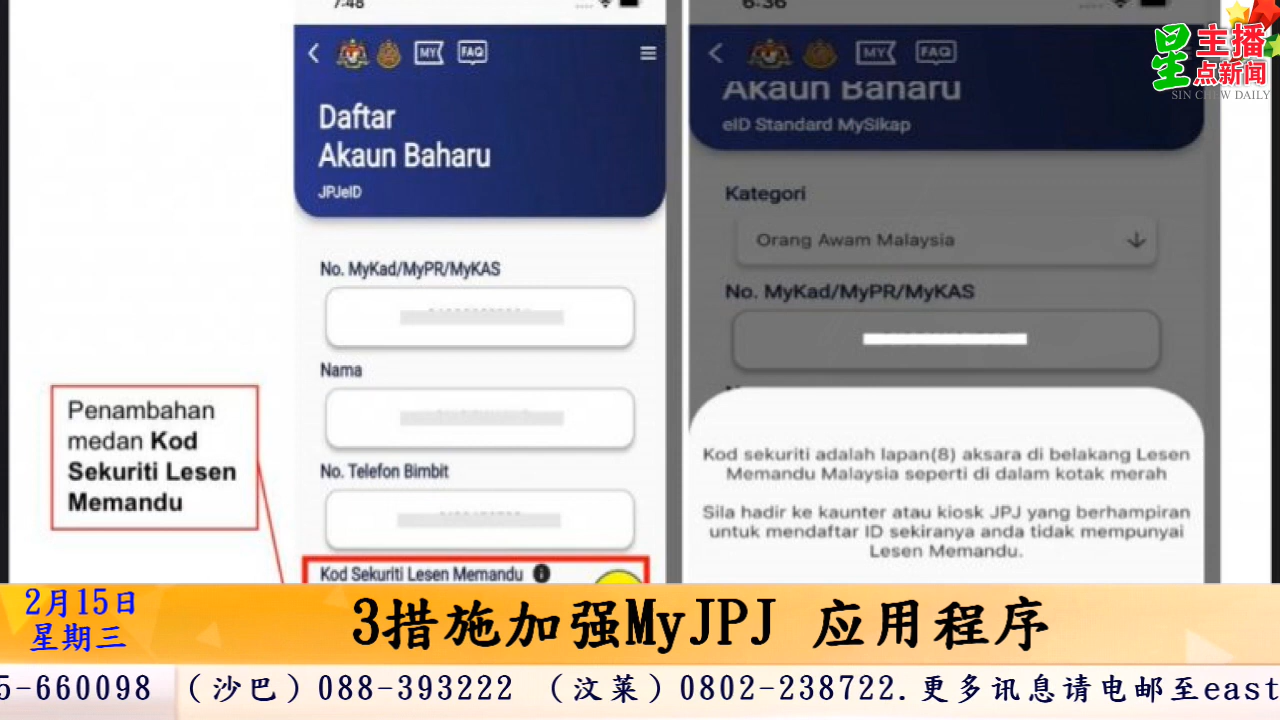 7:48
MY
FAQ
Daftar
Akaun Baharu
JPJeID
No. MyKad/MyPR/MyKAS
Nama
No. Telefon Bimbit
Kod Sekuriti Lesen Memandu
Penambahan
medan Kod
Sekuriti Lesen
Memandu
6:36
MY
FAQ
Akaun Baharu
eID Standard MySikap
Kategori
Orang Awam Malaysia
No. MyKad/MyPR/MyKAS
Kod sekuriti adalah lapan(8) aksara di belakang Lesen
Memandu Malaysia seperti di dalam kotak merah
Sila hadir ke kaunter atau kiosk JPJ yang berhampiran
untuk mendaftar ID sekiranya anda tidak mempunyai
Lesen Memandu.
星主播
点新闻
SIN CHEW DAILY
2月15日
星期三
3措施加强MyJPJ 应用程序
5-660098 （沙巴）088-393222 （汶莱）0802-238722.更多讯息请电邮至east